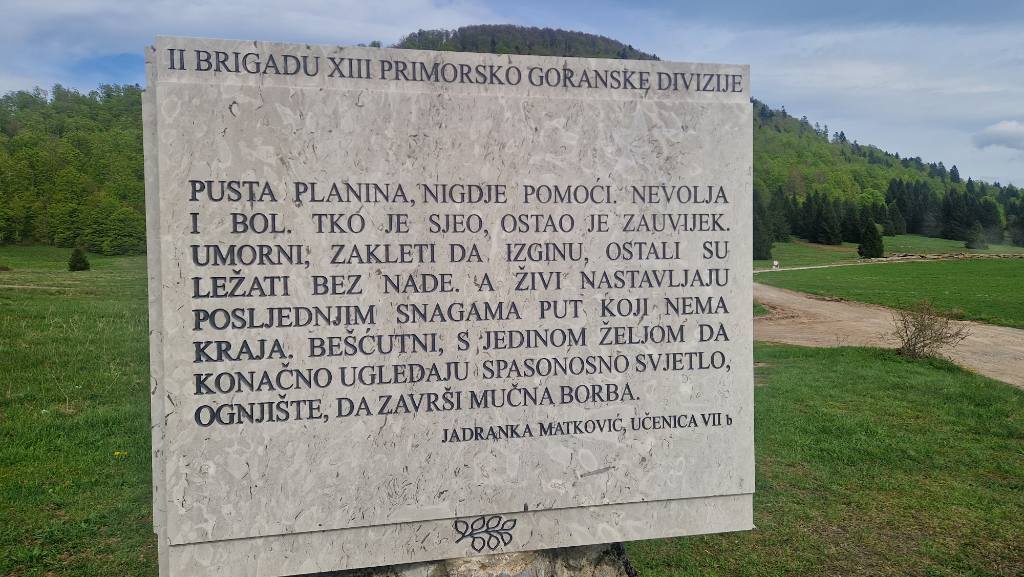 II BRIGADU XIII PRIMORSKO GORANSKE DIVIZIJE
PUSTA PLANINA, NIGDJE POMOĆI. NEVOLJA
I BOL. TKO JE SJEO, OSTAO JE ZAUVIJEK.
UMORNI, ZAKLETI DA IZGINU, OSTALI SU
LEŽATI BEZ NADE. A ŽIVI NASTAVLJAJU
POSLJEDNJIM SNAGAMA PUT KOJI NEMA
KRAJA. BEŠĆUTNI, S JEDINOM ŽELJOM DA
KONAČNO UGLEDAJU SPASONOSNO SVJETLO,
OGNJIŠTE, DA ZAVRŠI MUČNA BORBA.
JADRANKA MATKOVIĆ, UČENICA VII b